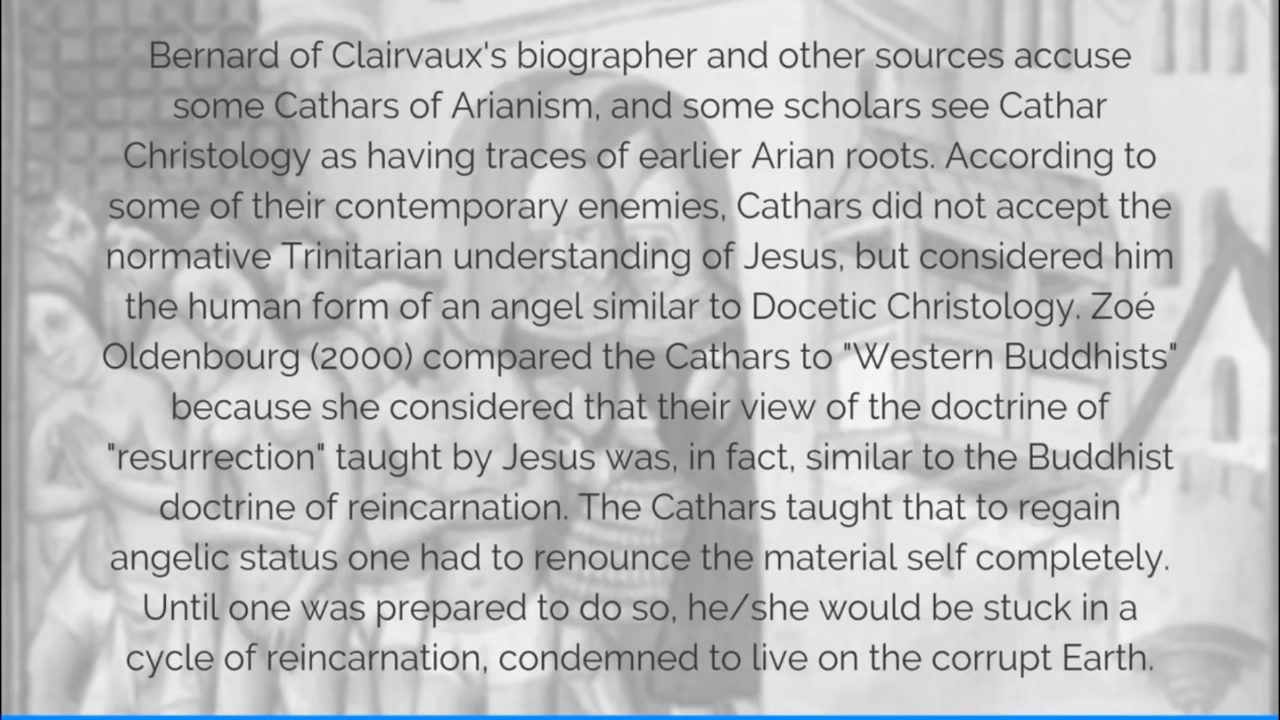 Bernard of Clairvaux's biographer and other sources accuse
some Cathars of Arianism, and some scholars see Cathar
Christology as having traces of earlier Arian roots. According to
some of their contemporary enemies, Cathars did not accept the
normative Trinitarian understanding of Jesus, but considered him
the human form of an angel similar to Docetic Christology. Zoé
Oldenbourg (2000) compared the Cathars to "Western Buddhists"
because she considered that their view of the doctrine of
"resurrection" taught by Jesus was, in fact, similar to the Buddhist
doctrine of reincarnation. The Cathars taught that to regain
angelic status one had to renounce the material self completely.
Until one was prepared to do so, he/she would be stuck in a
cycle of reincarnation, condemned to live on the corrupt Earth.